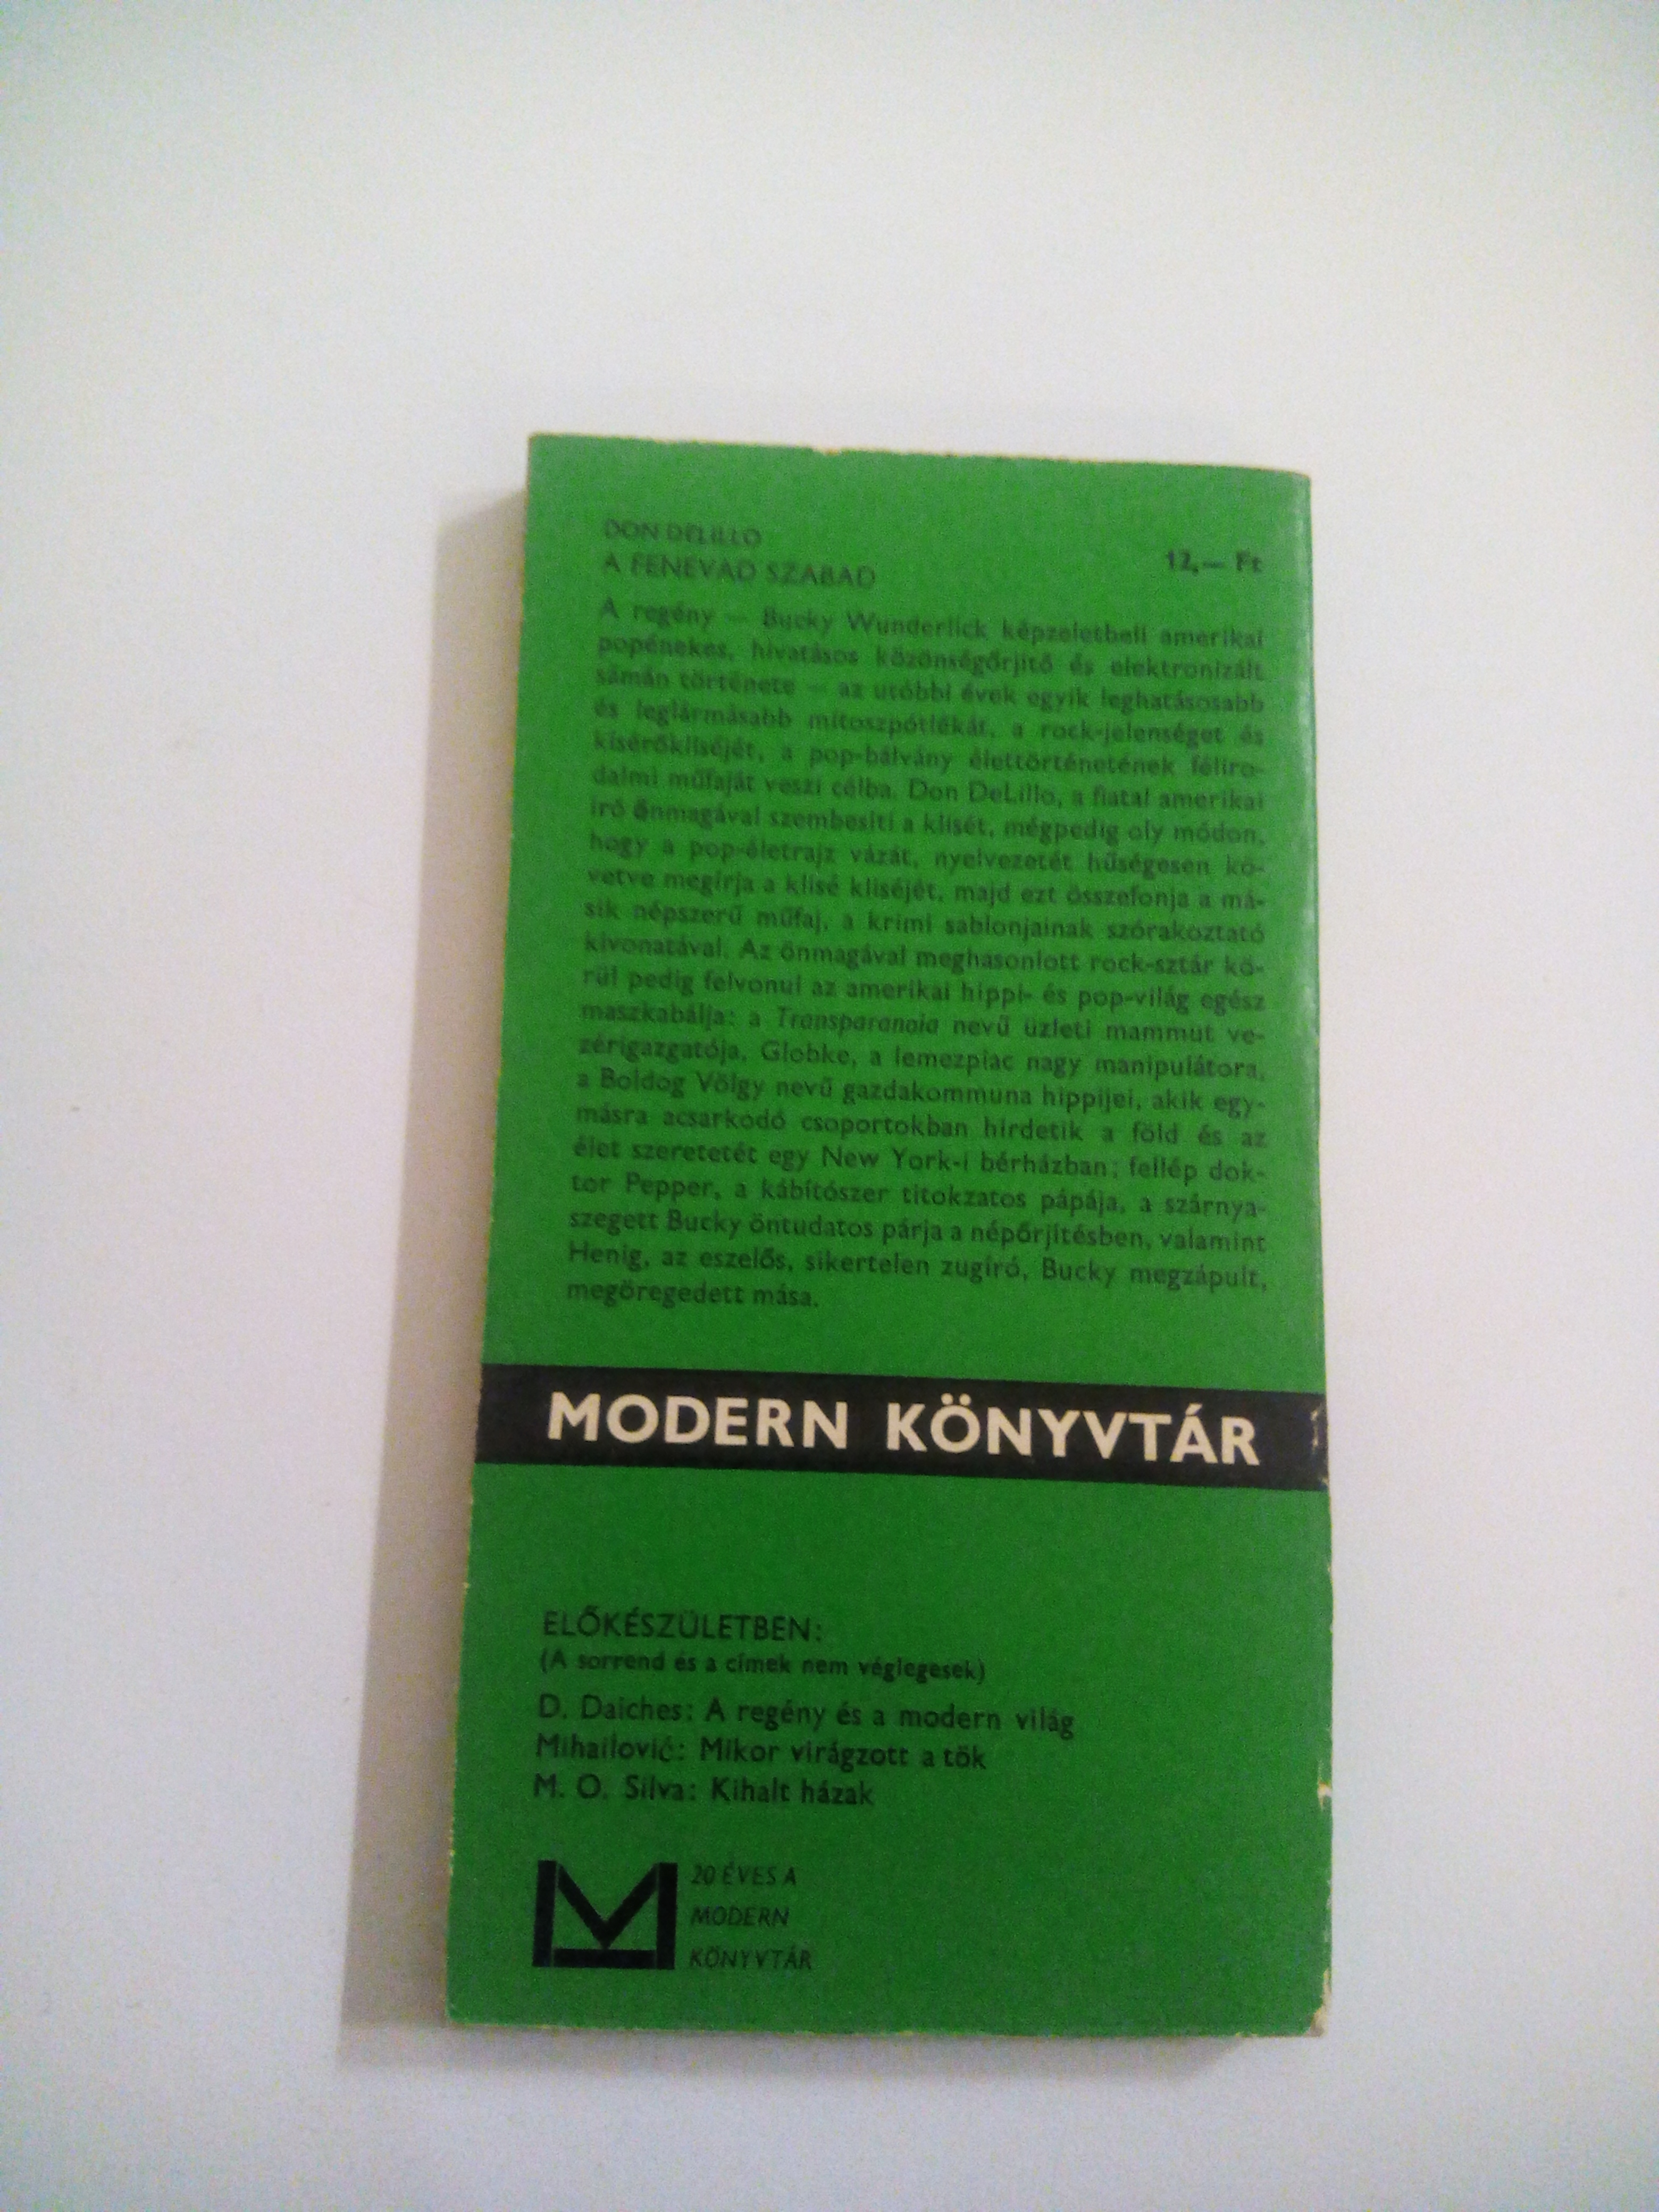 DON DELILLO
A FENEVAD SZABAD
12,— Ft
A regény — Bucky Wunderlick képzeletbeli amerikai
popénekes, hivatásos közönségőrjítő és elektronizált
sámán története — az utóbbi évek egyik leghatásosabb
és leglármásabb mítoszpótlékát, a rock-jelenséget és
kísérőkliséjét, a pop-bálvány élettörténetének féliro-
dalmi műfaját veszi célba. Don DeLillo, a fiatal amerikai
író önmagával szembesíti a klisét, mégpedig oly módon,
hogy a pop-életrajz vázát, nyelvezetét hűségesen kö-
vetve megírja a klisé kliséjét, majd ezt összefonja a má-
sik népszerű műfaj, a krimi sablonjainak szórakoztató
kivonatával. Az önmagával meghasonlott rock-sztár kö-
rül pedig felvonul az amerikai hippi- és pop-világ egész
maszkabálja: a Transparanoia nevű üzleti mammut ve-
zérigazgatója, Globke, a lemezpiac nagy manipulátora,
a Boldog Völgy nevű gazdakommuna hippijei, akik egy-
másra acsarkodó csoportokban hirdetik a föld és az
élet szeretetét egy New York-i bérházban; fellép dok-
tor Pepper, a kábítószer titokzatos pápája, a szárnya-
szegett Bucky öntudatos párja a népőrjítésben, valamint
Henig, az eszelős, sikertelen zugíró, Bucky megzápult,
megöregedett mása.
MODERN KÖNYVTÁR
ELŐKÉSZÜLETBEN:
(A sorrend és a címek nem véglegesek)
D. Daiches: A regény és a modern világ
Mihailović: Mikor virágzott a tök
M. O. Silva: Kihalt házak
20 ÉVES A
MODERN
KÖNYVTÁR